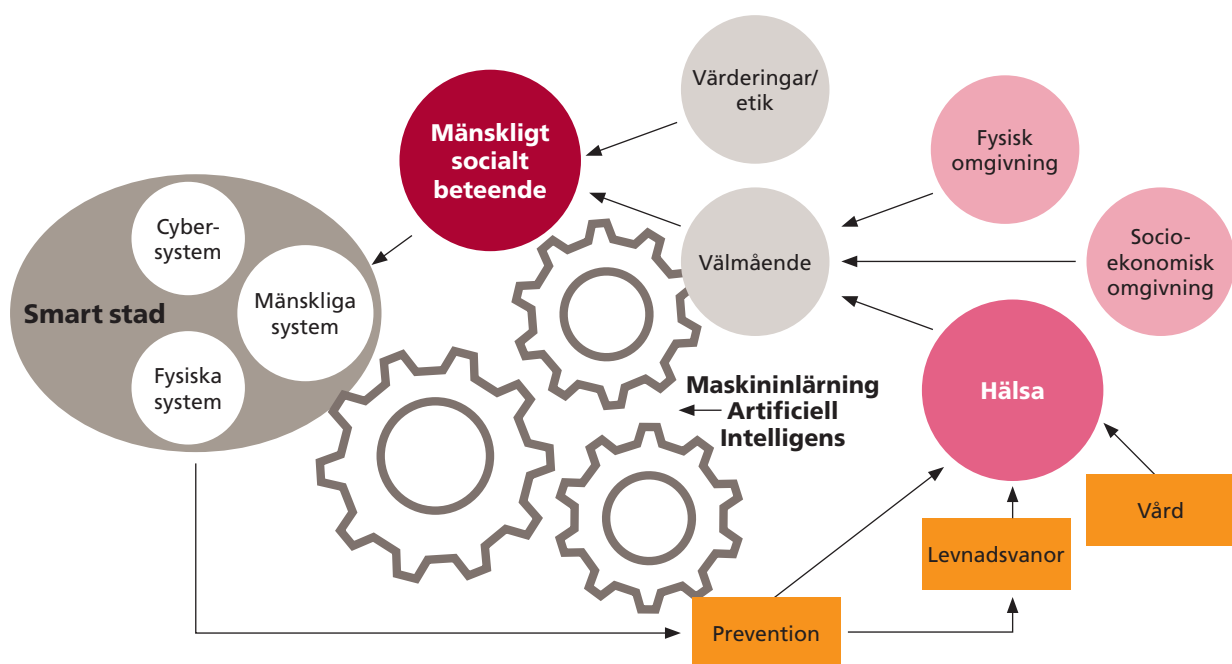 Värderingar/
etik
Mänskligt
socialt
beteende
Fysisk
omgivning
Cyber-
system
Välmående
Socio-
ekonomisk
omgivning
Smart stad
Mänskliga
system
Fysiska
system
Maskininlärning
Artificiell
Intelligens
Hälsa
Vård
Levnadsvanor
Prevention